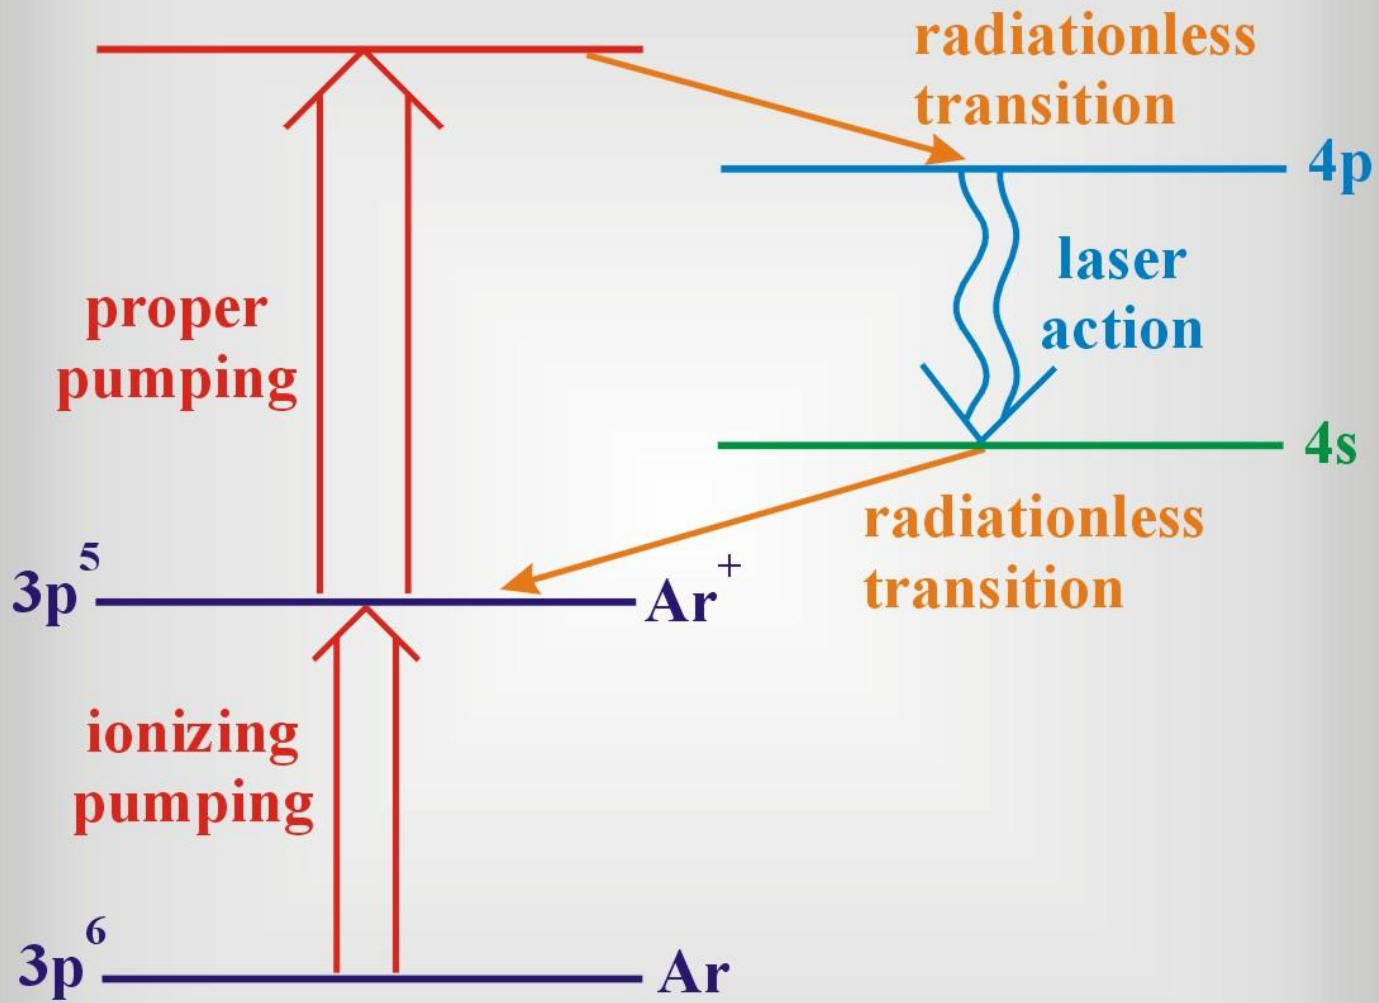 radiationless
transition
4p
laser
action
proper
pumping
4s
radiationless
transition
3p⁵
Ar⁺
ionizing
pumping
3p⁶
Ar